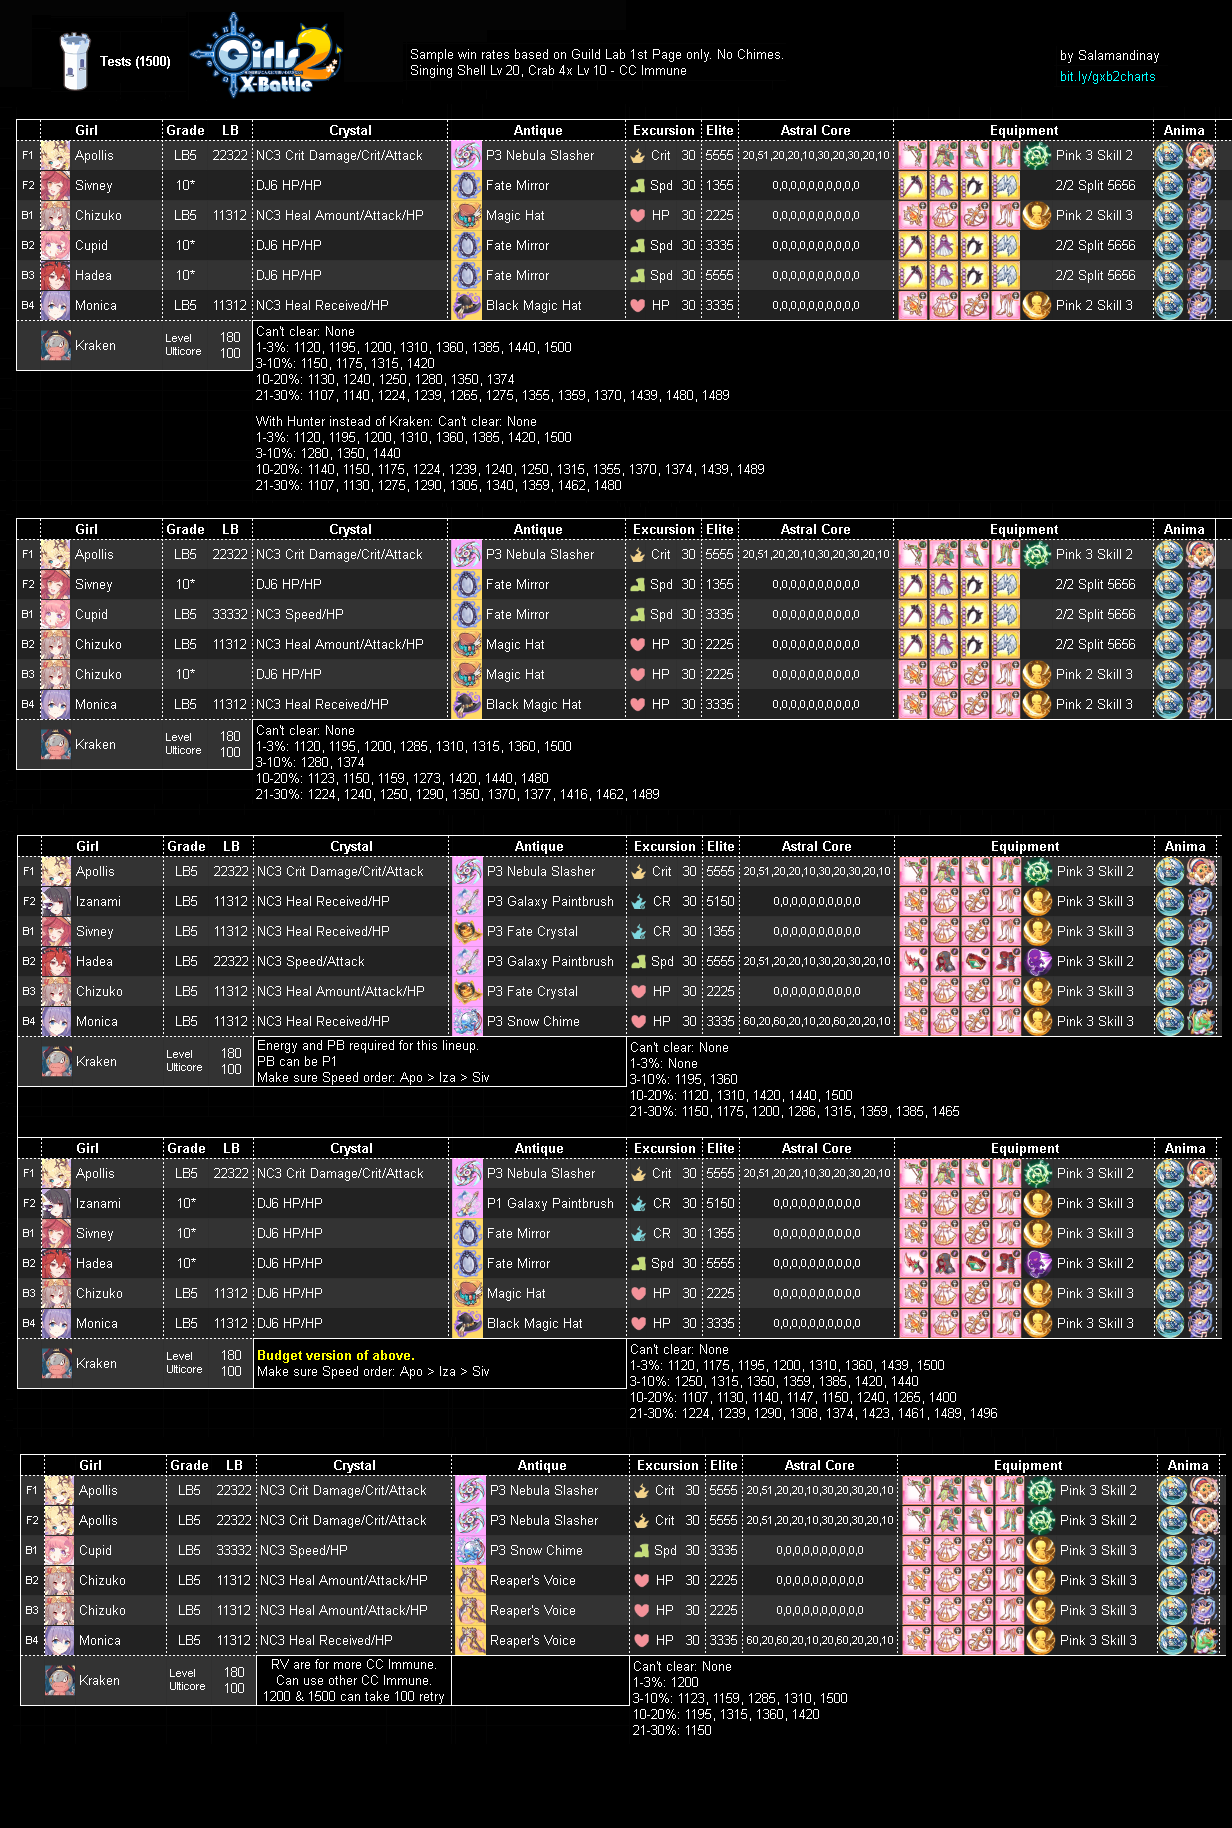 Tests (1500)
Girls 2
X-Battle
Sample win rates based on Guild Lab 1st Page only. No Chimes.
Singing Shell Lv 20, Crab 4x Lv 10 - CC Immune
by Salamandinay
bit.ly/gxb2charts
Girl Grade LB Crystal Antique Excursion Elite Astral Core Equipment Anima
F1 Apollis LB5 22322 NC3 Crit Damage/Crit/Attack P3 Nebula Slasher Crit 30 5555 20,51,20,20,10,30,20,30,20,10 Pink 3 Skill 2
F2 Sivney 10* DJ6 HP/HP Fate Mirror Spd 30 1355 0,0,0,0,0,0,0,0,0,0 2/2 Split 5656
B1 Chizuko LB5 11312 NC3 Heal Amount/Attack/HP Magic Hat HP 30 2225 0,0,0,0,0,0,0,0,0,0 Pink 2 Skill 3
B2 Cupid 10* DJ6 HP/HP Fate Mirror Spd 30 3335 0,0,0,0,0,0,0,0,0,0 2/2 Split 5656
B3 Hadea 10* DJ6 HP/HP Fate Mirror Spd 30 5555 0,0,0,0,0,0,0,0,0,0 2/2 Split 5656
B4 Monica LB5 11312 NC3 Heal Received/HP Black Magic Hat HP 30 3335 0,0,0,0,0,0,0,0,0,0 Pink 2 Skill 3
Kraken Level 180
Ulticore 100
Can't clear: None
1-3%: 1120, 1195, 1200, 1310, 1360, 1385, 1440, 1500
3-10%: 1150, 1175, 1315, 1420
10-20%: 1130, 1240, 1250, 1280, 1350, 1374
21-30%: 1107, 1140, 1224, 1239, 1265, 1275, 1355, 1359, 1370, 1439, 1480, 1489
With Hunter instead of Kraken: Can't clear: None
1-3%: 1120, 1195, 1200, 1310, 1360, 1385, 1420, 1500
3-10%: 1280, 1350, 1440
10-20%: 1140, 1150, 1175, 1224, 1239, 1240, 1250, 1315, 1355, 1370, 1374, 1439, 1489
21-30%: 1107, 1130, 1275, 1290, 1305, 1340, 1359, 1462, 1480
Girl Grade LB Crystal Antique Excursion Elite Astral Core Equipment Anima
F1 Apollis LB5 22322 NC3 Crit Damage/Crit/Attack P3 Nebula Slasher Crit 30 5555 20,51,20,20,10,30,20,30,20,10 Pink 3 Skill 2
F2 Sivney 10* DJ6 HP/HP Fate Mirror Spd 30 1355 0,0,0,0,0,0,0,0,0,0 2/2 Split 5656
B1 Cupid LB5 33332 NC3 Speed/HP Fate Mirror Spd 30 3335 0,0,0,0,0,0,0,0,0,0 2/2 Split 5656
B2 Chizuko LB5 11312 NC3 Heal Amount/Attack/HP Magic Hat HP 30 2225 0,0,0,0,0,0,0,0,0,0 2/2 Split 5656
B3 Chizuko 10* DJ6 HP/HP Magic Hat HP 30 2225 0,0,0,0,0,0,0,0,0,0 Pink 2 Skill 3
B4 Monica LB5 11312 NC3 Heal Received/HP Black Magic Hat HP 30 3335 0,0,0,0,0,0,0,0,0,0 Pink 2 Skill 3
Kraken Level 180
Ulticore 100
Can't clear: None
1-3%: 1120, 1195, 1200, 1285, 1310, 1315, 1360, 1500
3-10%: 1280, 1374
10-20%: 1123, 1150, 1159, 1273, 1420, 1440, 1480
21-30%: 1224, 1240, 1250, 1290, 1350, 1370, 1377, 1416, 1462, 1489
Girl Grade LB Crystal Antique Excursion Elite Astral Core Equipment Anima
F1 Apollis LB5 22322 NC3 Crit Damage/Crit/Attack P3 Nebula Slasher Crit 30 5555 20,51,20,20,10,30,20,30,20,10 Pink 3 Skill 2
F2 Izanami LB5 11312 NC3 Heal Received/HP P3 Galaxy Paintbrush CR 30 5150 0,0,0,0,0,0,0,0,0,0 Pink 3 Skill 3
B1 Sivney LB5 11312 NC3 Heal Received/HP P3 Fate Crystal CR 30 1355 0,0,0,0,0,0,0,0,0,0 Pink 3 Skill 3
B2 Hadea LB5 22322 NC3 Speed/Attack P3 Galaxy Paintbrush Spd 30 5555 20,51,20,20,10,30,20,30,20,10 Pink 3 Skill 2
B3 Chizuko LB5 11312 NC3 Heal Amount/Attack/HP P3 Fate Crystal HP 30 2225 0,0,0,0,0,0,0,0,0,0 Pink 3 Skill 3
B4 Monica LB5 11312 NC3 Heal Received/HP P3 Snow Chime HP 30 3335 60,20,60,20,10,20,60,20,20,10 Pink 3 Skill 3
Kraken Level 180
Ulticore 100
Energy and PB required for this lineup.
PB can be P1
Make sure Speed order: Apo > Iza > Siv
Can't clear: None
1-3%: None
3-10%: 1195, 1360
10-20%: 1120, 1310, 1420, 1440, 1500
21-30%: 1150, 1175, 1200, 1286, 1315, 1359, 1385, 1465
Girl Grade LB Crystal Antique Excursion Elite Astral Core Equipment Anima
F1 Apollis LB5 22322 NC3 Crit Damage/Crit/Attack P3 Nebula Slasher Crit 30 5555 20,51,20,20,10,30,20,30,20,10 Pink 3 Skill 2
F2 Izanami 10* DJ6 HP/HP P1 Galaxy Paintbrush CR 30 5150 0,0,0,0,0,0,0,0,0,0 Pink 3 Skill 3
B1 Sivney 10* DJ6 HP/HP Fate Mirror CR 30 1355 0,0,0,0,0,0,0,0,0,0 Pink 3 Skill 3
B2 Hadea 10* DJ6 HP/HP Fate Mirror Spd 30 5555 0,0,0,0,0,0,0,0,0,0 Pink 3 Skill 2
B3 Chizuko LB5 11312 DJ6 HP/HP Magic Hat HP 30 2225 0,0,0,0,0,0,0,0,0,0 Pink 3 Skill 3
B4 Monica LB5 11312 DJ6 HP/HP Black Magic Hat HP 30 3335 0,0,0,0,0,0,0,0,0,0 Pink 3 Skill 3
Kraken Level 180
Ulticore 100
Budget version of above.
Make sure Speed order: Apo > Iza > Siv
Can't clear: None
1-3%: 1120, 1175, 1195, 1200, 1310, 1360, 1439, 1500
3-10%: 1250, 1315, 1350, 1359, 1385, 1420, 1440
10-20%: 1107, 1130, 1140, 1147, 1150, 1240, 1265, 1400
21-30%: 1224, 1239, 1290, 1308, 1374, 1423, 1461, 1489, 1496
Girl Grade LB Crystal Antique Excursion Elite Astral Core Equipment Anima
F1 Apollis LB5 22322 NC3 Crit Damage/Crit/Attack P3 Nebula Slasher Crit 30 5555 20,51,20,20,10,30,20,30,20,10 Pink 3 Skill 2
F2 Apollis LB5 22322 NC3 Crit Damage/Crit/Attack P3 Nebula Slasher Crit 30 5555 20,51,20,20,10,30,20,30,20,10 Pink 3 Skill 2
B1 Cupid LB5 33332 NC3 Speed/HP P3 Snow Chime Spd 30 3335 0,0,0,0,0,0,0,0,0,0 Pink 3 Skill 3
B2 Chizuko LB5 11312 NC3 Heal Amount/Attack/HP Reaper's Voice HP 30 2225 0,0,0,0,0,0,0,0,0,0 Pink 3 Skill 3
B3 Chizuko LB5 11312 NC3 Heal Amount/Attack/HP Reaper's Voice HP 30 2225 0,0,0,0,0,0,0,0,0,0 Pink 3 Skill 3
B4 Monica LB5 11312 NC3 Heal Received/HP Reaper's Voice HP 30 3335 60,20,60,20,10,20,60,20,20,10 Pink 3 Skill 3
Kraken Level 180
Ulticore 100
RV are for more CC Immune.
Can use other CC Immune.
1200 & 1500 can take 100 retry
Can't clear: None
1-3%: 1200
3-10%: 1123, 1159, 1285, 1310, 1500
10-20%: 1195, 1315, 1360, 1420
21-30%: 1150